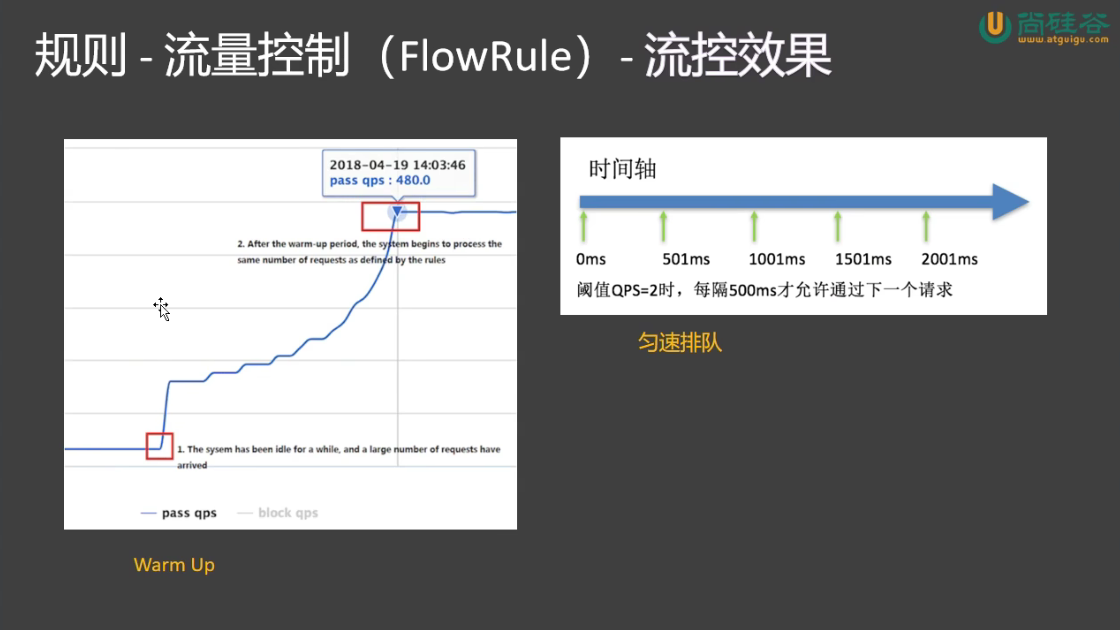 尚硅谷
www.atguigu.com
规则 - 流量控制（FlowRule）- 流控效果
2018-04-19 14:03:46
pass qps : 480.0
2. After the warm-up period, the system begins to process the
same number of requests as defined by the rules
1. The sysem has been idle for a while, and a large number of requests have
arrived
pass qps
block qps
Warm Up
时间轴
0ms 501ms 1001ms 1501ms 2001ms
阈值QPS=2时，每隔500ms才允许通过下一个请求
匀速排队